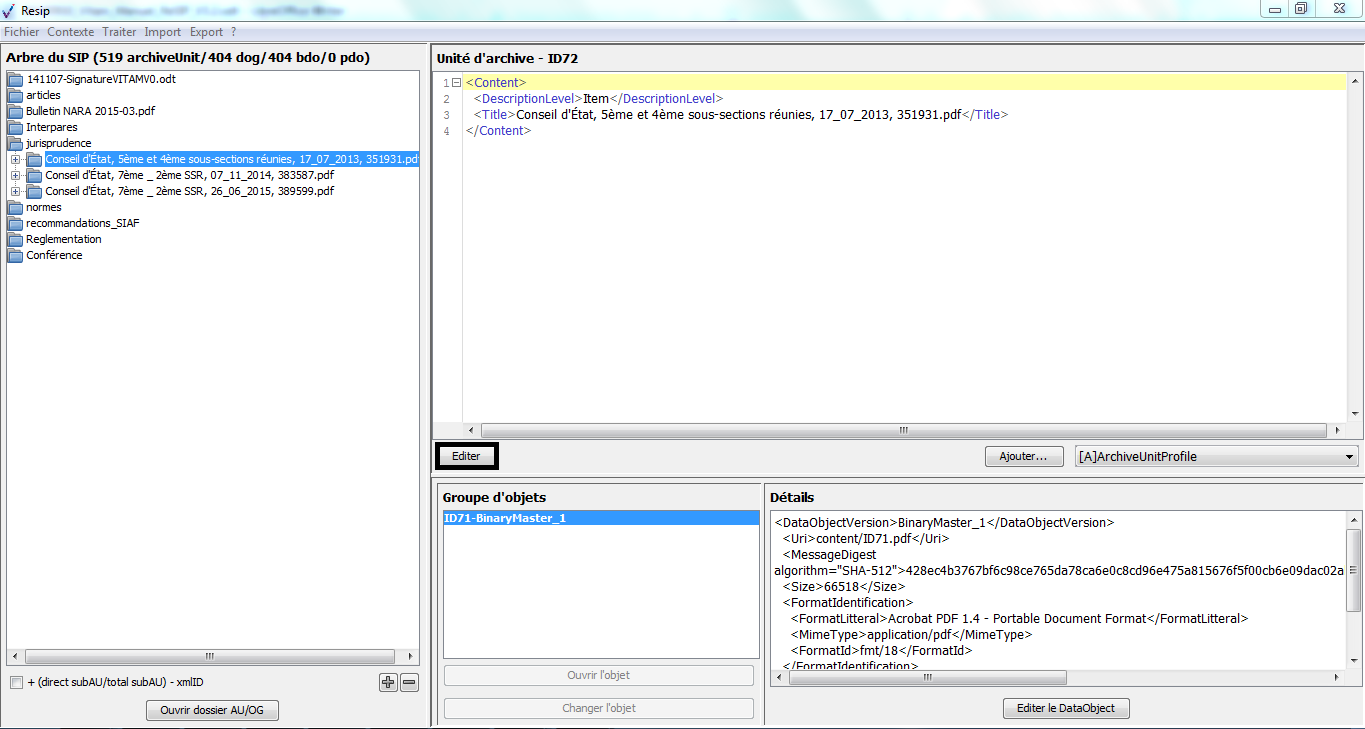 Resip
Fichier Contexte Traiter Import Export ?
Arbre du SIP (519 archiveUnit/404 dog/404 bdo/0 pdo)
141107-SignatureVITAMV0.odt
articles
Bulletin NARA 2015-03.pdf
Interpares
jurisprudence
Conseil d'État, 5ème et 4ème sous-sections réunies, 17_07_2013, 351931.pdf
Conseil d'État, 7ème _ 2ème SSR, 07_11_2014, 383587.pdf
Conseil d'État, 7ème _ 2ème SSR, 26_06_2015, 389599.pdf
normes
recommandations_SIAF
Reglementation
Conférence
+ (direct subAU/total subAU) - xmlID
Ouvrir dossier AU/OG
Unité d'archive - ID72
1 <Content>
2 <DescriptionLevel>Item</DescriptionLevel>
3 <Title>Conseil d'État, 5ème et 4ème sous-sections réunies, 17_07_2013, 351931.pdf</Title>
4 </Content>
Editer
Ajouter...
[A]ArchiveUnitProfile
Groupe d'objets
ID71-BinaryMaster_1
Ouvrir l'objet
Changer l'objet
Détails
<DataObjectVersion>BinaryMaster_1</DataObjectVersion>
<Uri>content/ID71.pdf</Uri>
<MessageDigest
algorithm="SHA-512">428ec4b3767bf6c98ce765da78ca6e0c8cd96e475a815676f5f00cb6e09dac02a
<Size>66518</Size>
<FormatIdentification>
<FormatLitteral>Acrobat PDF 1.4 - Portable Document Format</FormatLitteral>
<MimeType>application/pdf</MimeType>
<FormatId>fmt/18</FormatId>
</FormatIdentification>
Editer le DataObject